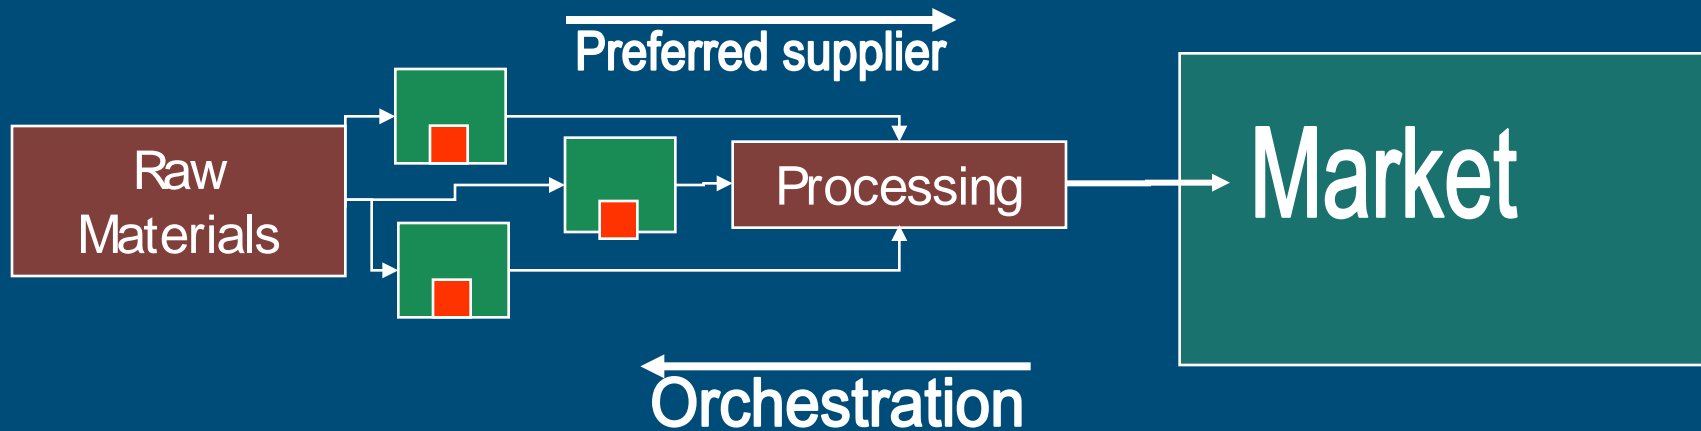 Preferred supplier
Raw
Materials
Processing
Market
Orchestration